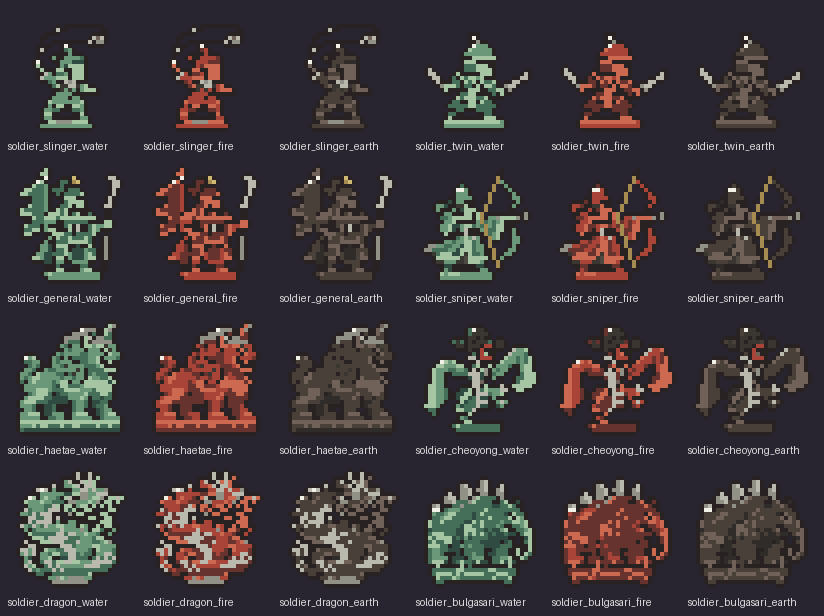 soldier_slinger_water soldier_slinger_fire soldier_slinger_earth soldier_twin_water soldier_twin_fire soldier_twin_earth
soldier_general_water soldier_general_fire soldier_general_earth soldier_sniper_water soldier_sniper_fire soldier_sniper_earth
soldier_haetae_water soldier_haetae_fire soldier_haetae_earth soldier_cheoyong_water soldier_cheoyong_fire soldier_cheoyong_earth
soldier_dragon_water soldier_dragon_fire soldier_dragon_earth soldier_bulgasari_water soldier_bulgasari_fire soldier_bulgasari_earth